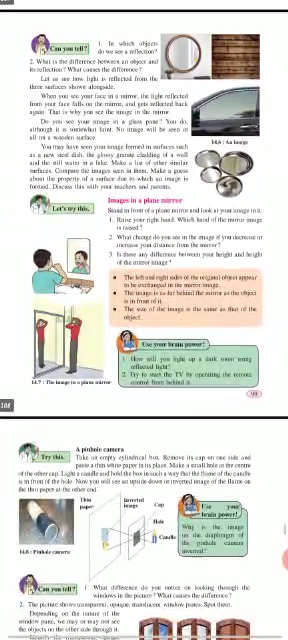 Can you tell?
1. In which objects
do we see a reflection?
2. What is the difference between an object and
its reflection? What causes the difference?
Let us see how light is reflected from the
three surfaces shown alongside.
When you see your face in a mirror, the light reflected
from your face falls on the mirror, and gets reflected back
again. That is why you see the image in the mirror.
Do you see your image in a glass pane? You do,
although it is somewhat faint. No image will be seen at
all on a wooden surface.
14.6 : An image
You may have seen your image formed in surfaces such
as a new steel dish, the glossy granite cladding of a wall
and the still water in a lake. Make a list of other similar
surfaces. Compare the images seen in them. Make a guess
about the property of a surface due to which an image is
formed. Discuss this with your teachers and parents.
Let's try this.
Images in a plane mirror
Stand in front of a plane mirror and look at your image in it.
1. Raise your right hand. Which hand of the mirror image
is raised?
2. What change do you see in the image if you decrease or
increase your distance from the mirror?
3. Is there any difference between your height and height
of the mirror image?
• The left and right sides of the original object appear
to be exchanged in the mirror image.
• The image is as far behind the mirror as the object
is in front of it.
• The size of the image is the same as that of the
object.
14.7 : The image in a plane mirror
Use your brain power!
1. How will you light up a dark room using
reflected light?
2. Try to start the TV by operating the remote
control from behind it.
99
108
Try this.
A pinhole camera
Take an empty cylindrical box. Remove its cap on one side and
paste a thin white paper in its place. Make a small hole at the centre
of the other cap. Light a candle and hold the box in such a way that the flame of the candle
is in front of the hole. Now you will see an upside down or inverted image of the flame on
the thin paper at the other end.
14.8 : Pinhole camera
Thin
paper
Inverted
image
Cap
Hole
Candle
Use your
brain power!
Why is the image
on the diaphragm of
the pinhole camera
inverted?
Can you tell?
1 What difference do you notice on looking through the
windows in the picture? What causes the difference?
2. The picture shows transparent, opaque, translucent window panes. Spot them.
Depending on the nature of the
window pane, we may or may not see
the objects on the other side through it.